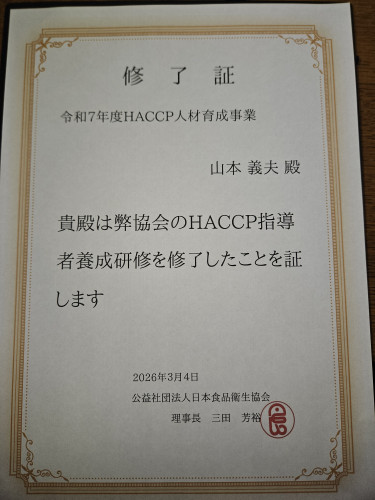 修了証
令和7年度HACCP人材育成事業
山本 義夫 殿
貴殿は弊協会のHACCP指導
者養成研修を修了したことを証
します
2026年3月4日
公益社団法人日本食品衛生協会
理事長 三田 芳裕